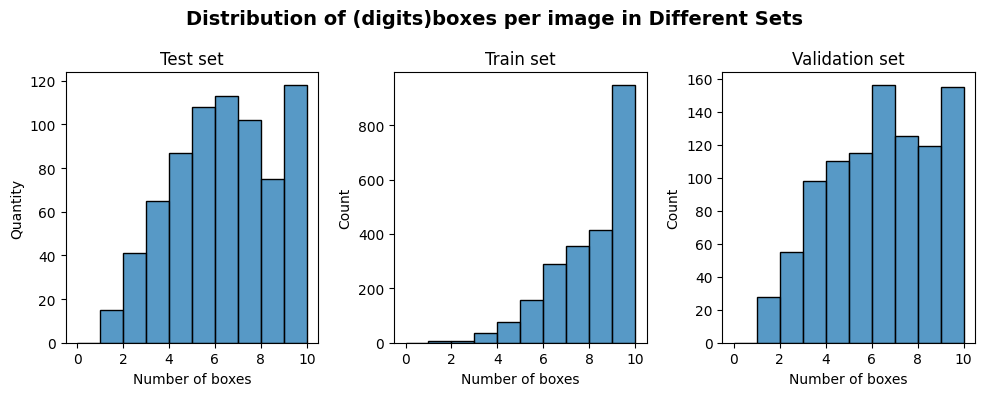 Distribution of (digits)boxes per image in Different Sets
Test set
Quantity
120
100
80
60
40
20
0
0 2 4 6 8 10
Number of boxes
Train set
Count
800
600
400
200
0
0 2 4 6 8 10
Number of boxes
Validation set
Count
160
140
120
100
80
60
40
20
0
0 2 4 6 8 10
Number of boxes